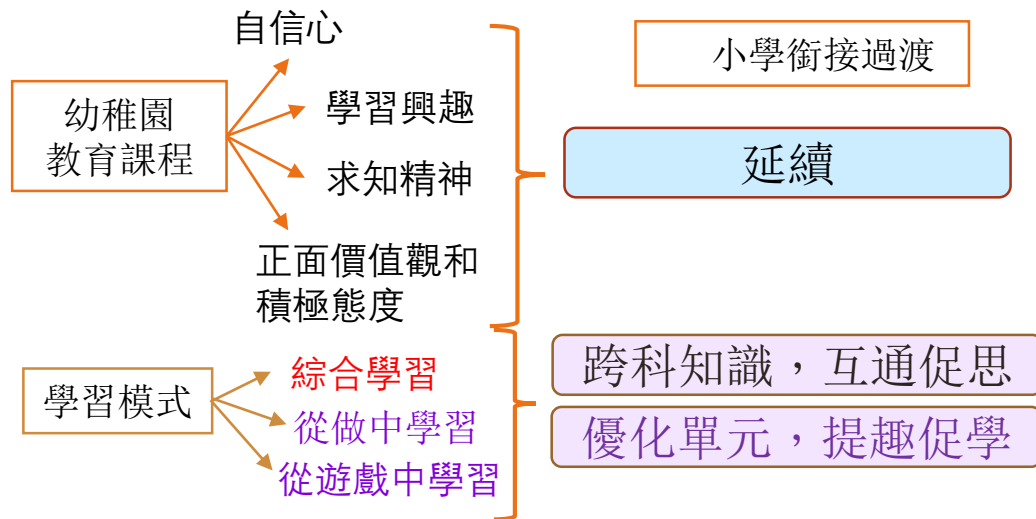 自信心
小學銜接過渡
幼稚園
教育課程
學習興趣
求知精神
延續
正面價值觀和
積極態度
學習模式
綜合學習
從做中學習
從遊戲中學習
跨科知識，互通促思
優化單元，提趣促學